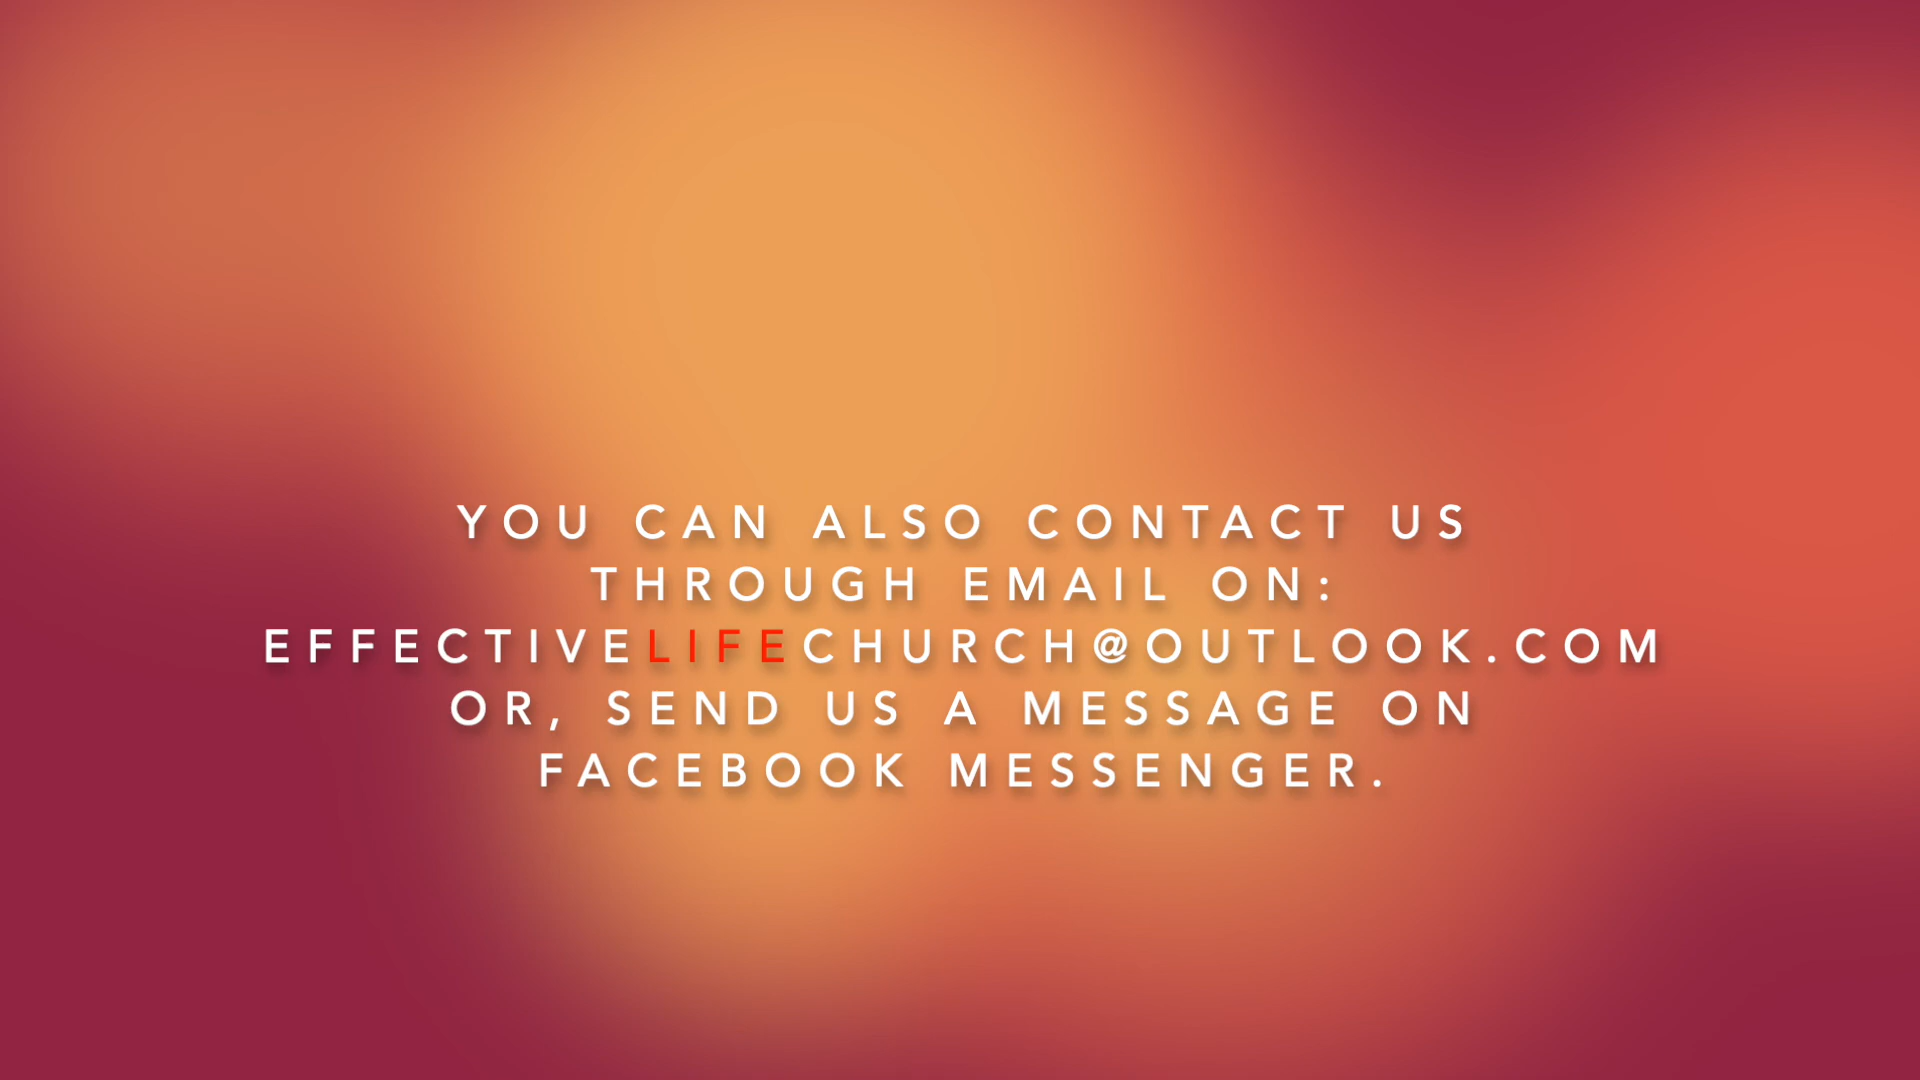 YOU CAN ALSO CONTACT US
THROUGH EMAIL ON:
EFFECTIVELIFECHURCH@OUTLOOK.COM
OR, SEND US A MESSAGE ON
FACEBOOK MESSENGER.